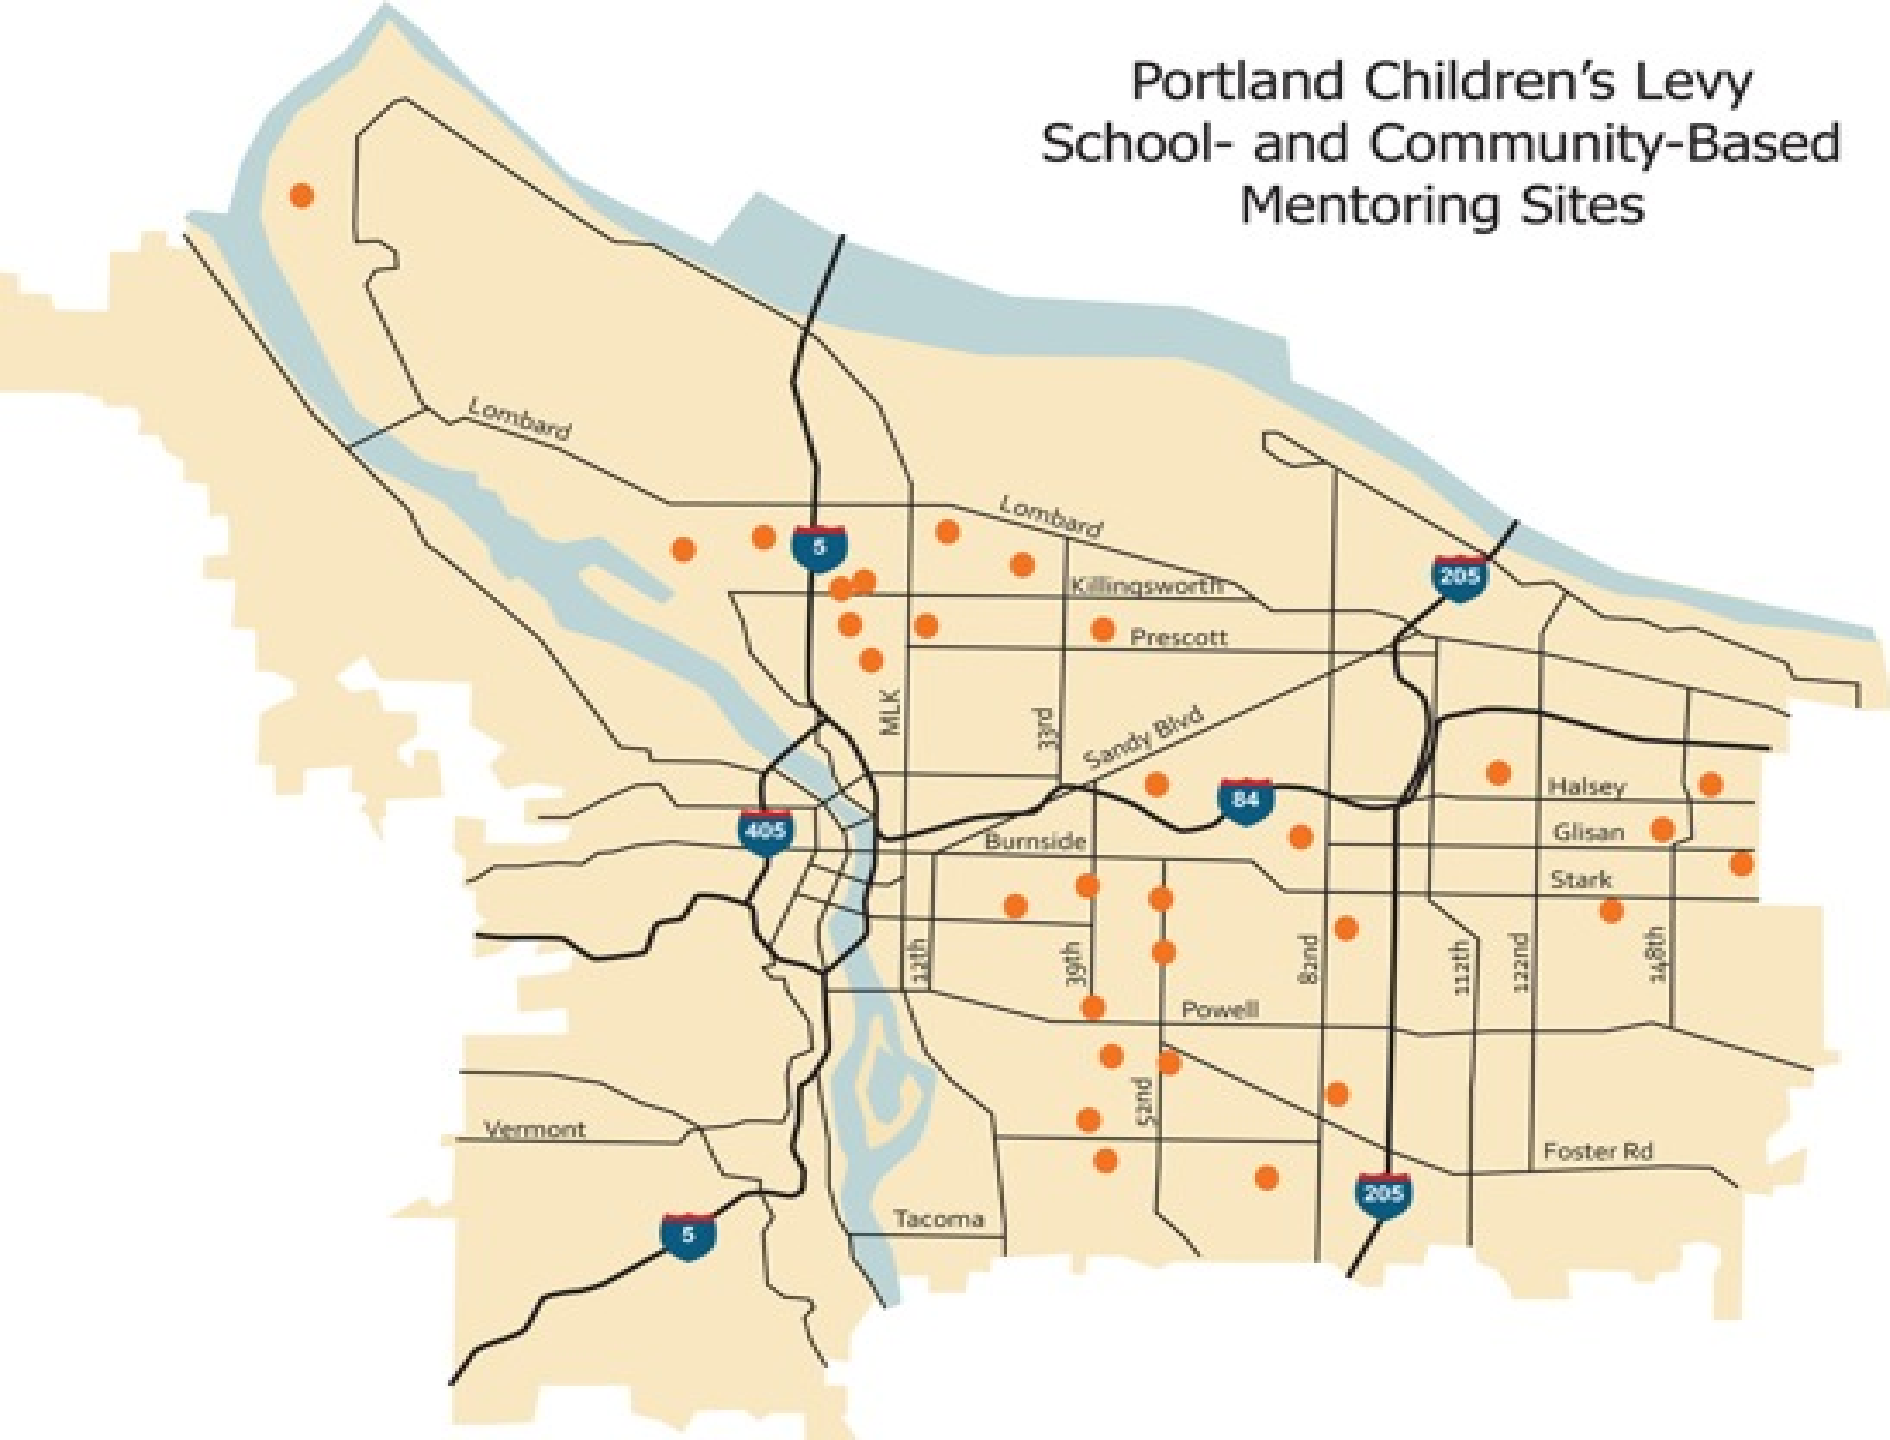 Portland Children's Levy
School- and Community-Based
Mentoring Sites
Lombard
Lombard
5
205
Killingsworth
Prescott
MLK
33rd
Sandy Blvd
84
Halsey
405
Burnside
Glisan
Stark
12th
39th
82nd
112th
122nd
148th
Powell
52nd
Vermont
Foster Rd
205
Tacoma
5